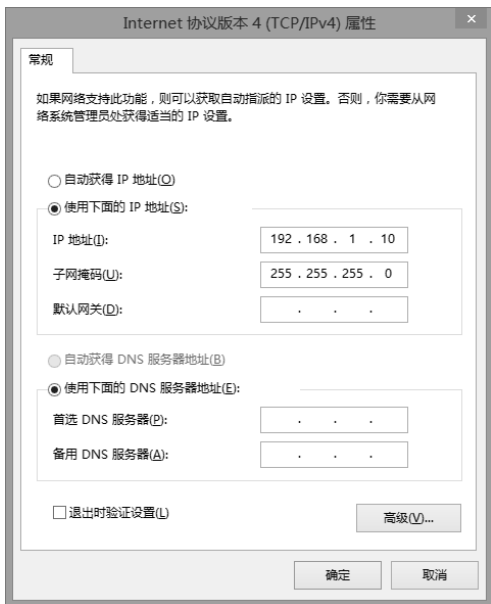 Internet 协议版本 4 (TCP/IPv4) 属性
×
常规
如果网络支持此功能，则可以获取自动指派的 IP 设置。否则，你需要从网
络系统管理员处获得适当的 IP 设置。
自动获得 IP 地址(O)
使用下面的 IP 地址(S):
IP 地址(I): 192 . 168 . 1 . 10
子网掩码(U): 255 . 255 . 255 . 0
默认网关(D): . . .
自动获得 DNS 服务器地址(B)
使用下面的 DNS 服务器地址(E):
首选 DNS 服务器(P): . . .
备用 DNS 服务器(A): . . .
退出时验证设置(L)
高级(V)...
确定 取消